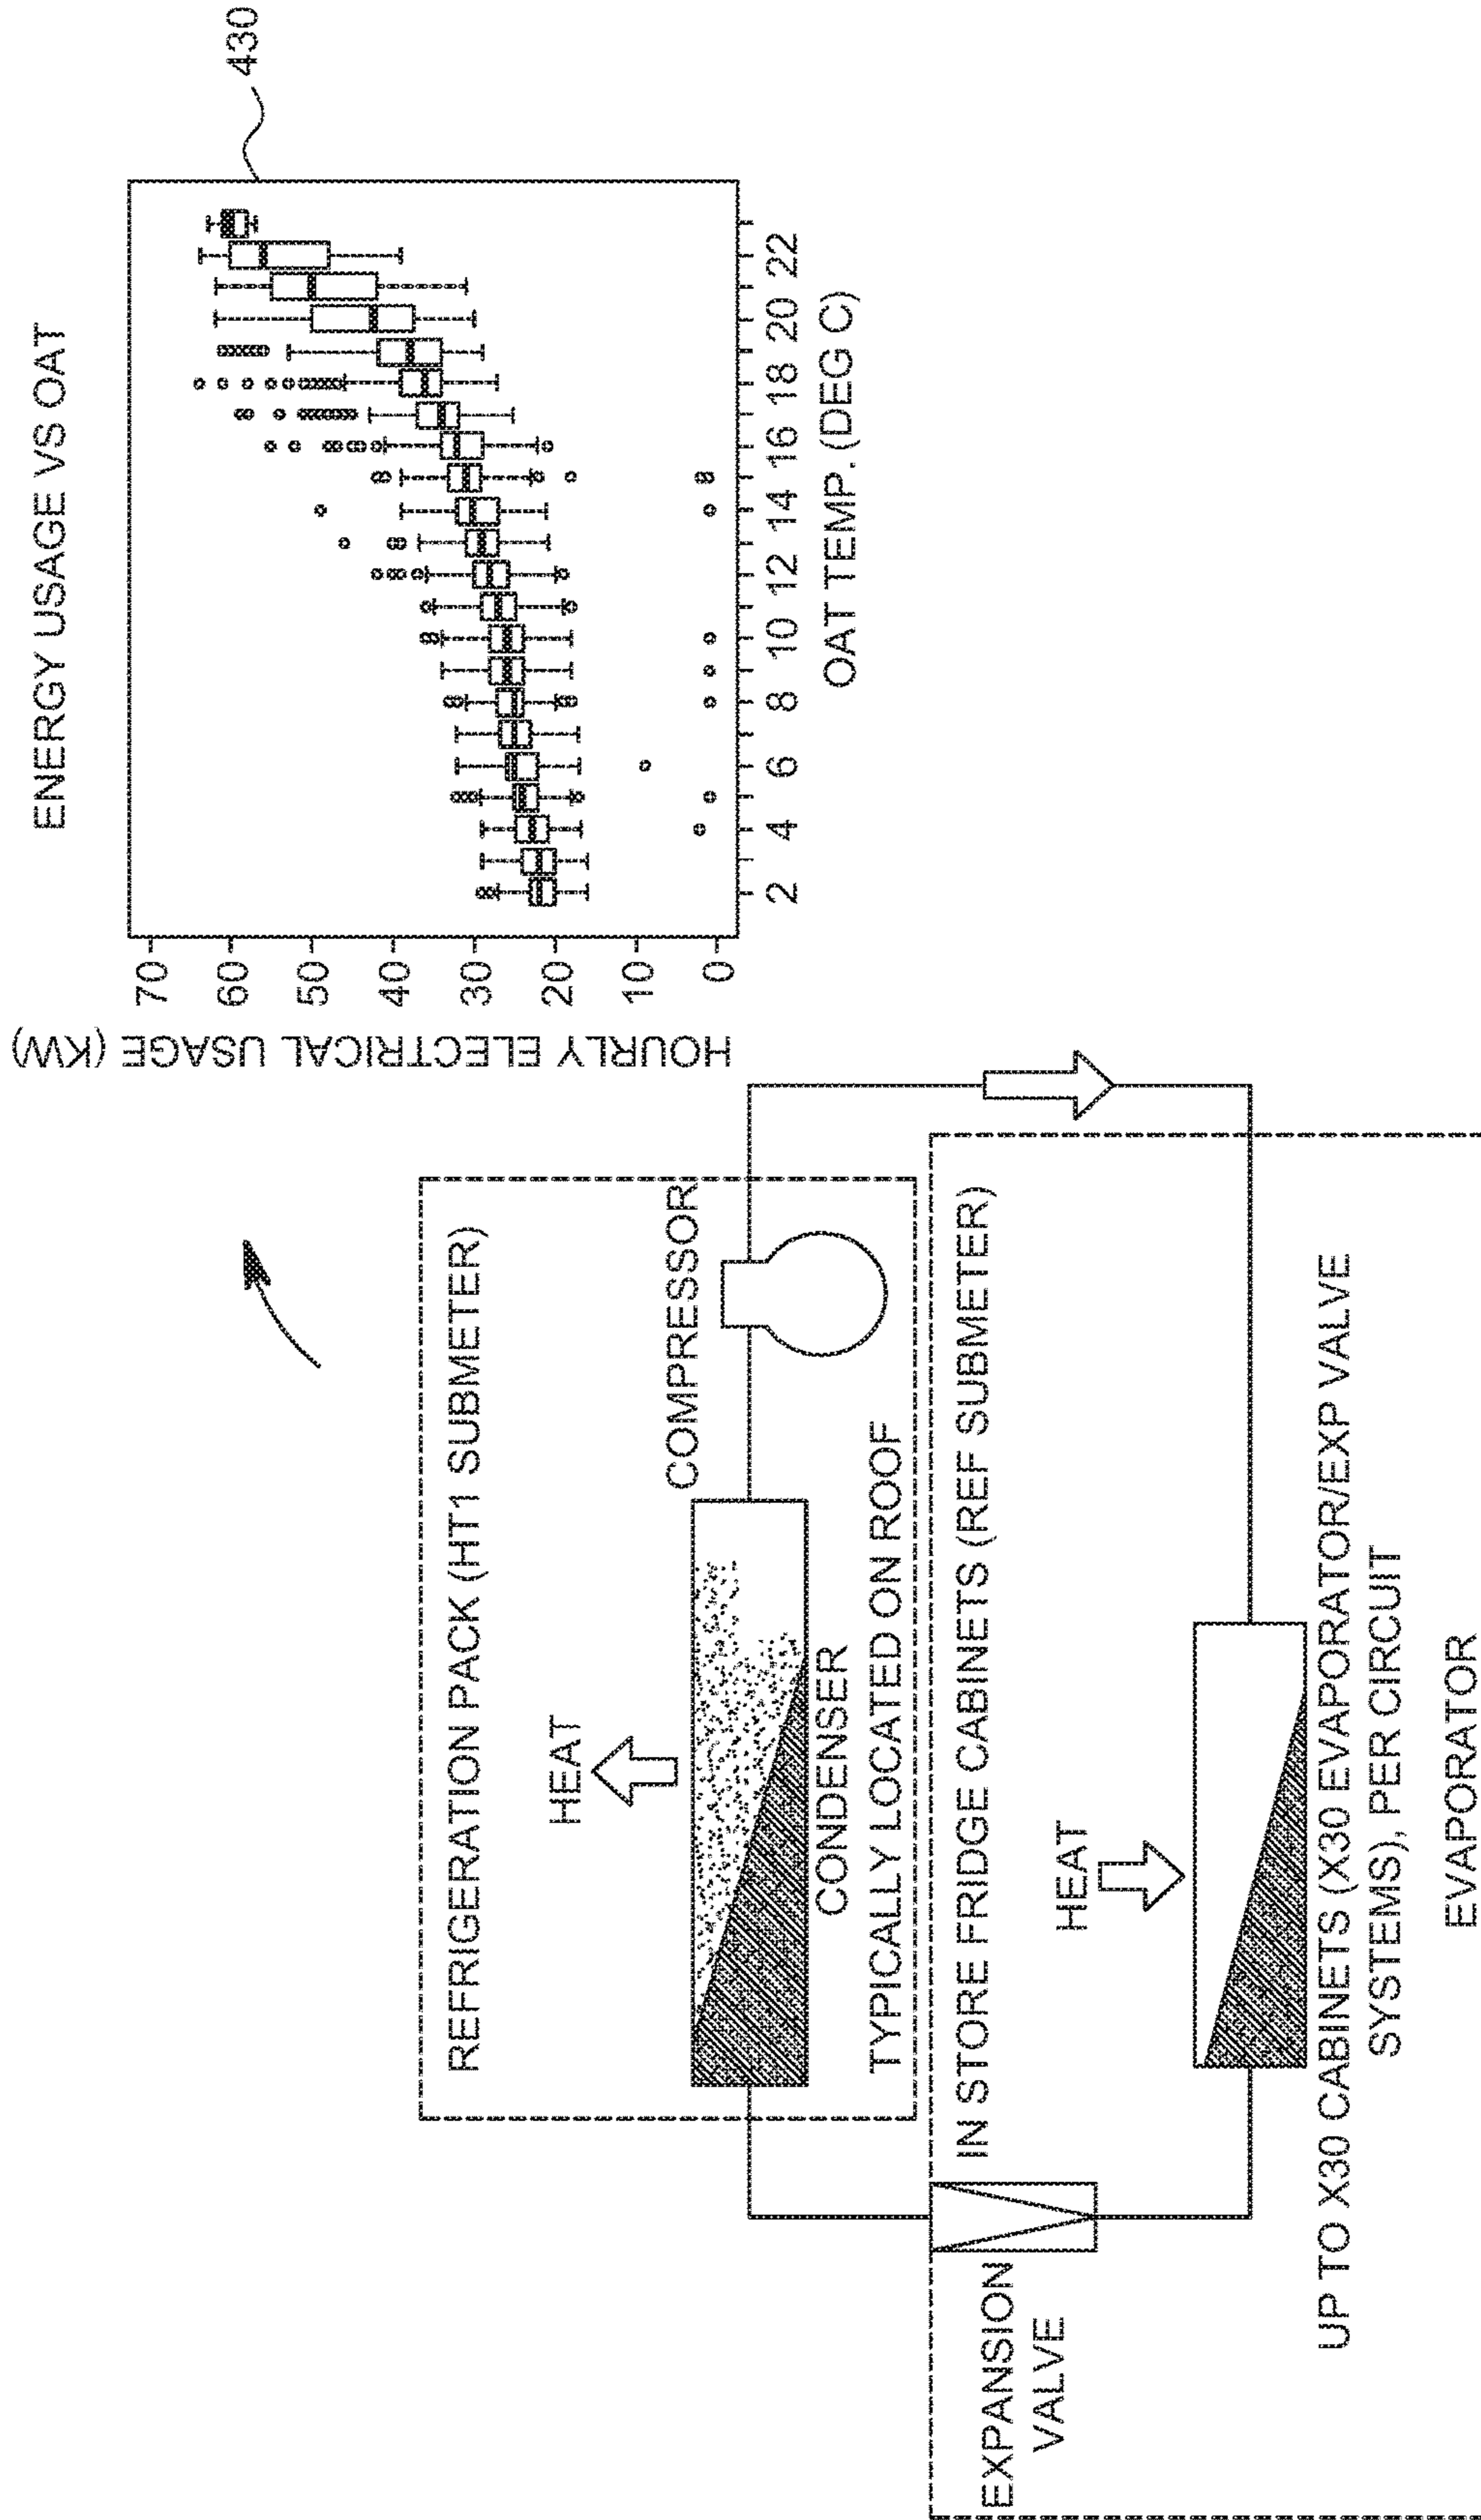 ENERGY USAGE VS OAT
430
HOURLY ELECTRICAL USAGE (KW)
70
60
50
40
30
20
10
0
2 4 6 8 10 12 14 16 18 20 22
OAT TEMP. (DEG C)
REFRIGERATION PACK (HT1 SUBMETER)
HEAT
COMPRESSOR
CONDENSER
TYPICALLY LOCATED ON ROOF
IN STORE FRIDGE CABINETS (REF SUBMETER)
EXPANSION
VALVE
HEAT
UP TO X30 CABINETS (X30 EVAPORATOR/EXP VALVE
SYSTEMS), PER CIRCUIT
EVAPORATOR